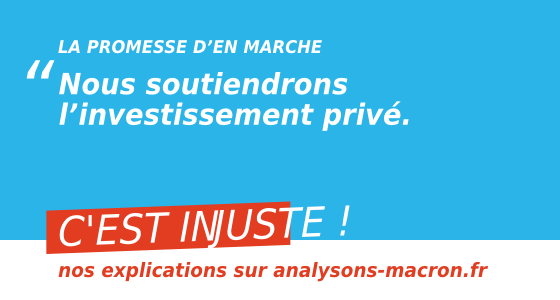 LA PROMESSE D’EN MARCHE
“ Nous soutiendrons
l’investissement privé.
C'EST INJUSTE !
nos explications sur analysons-macron.fr